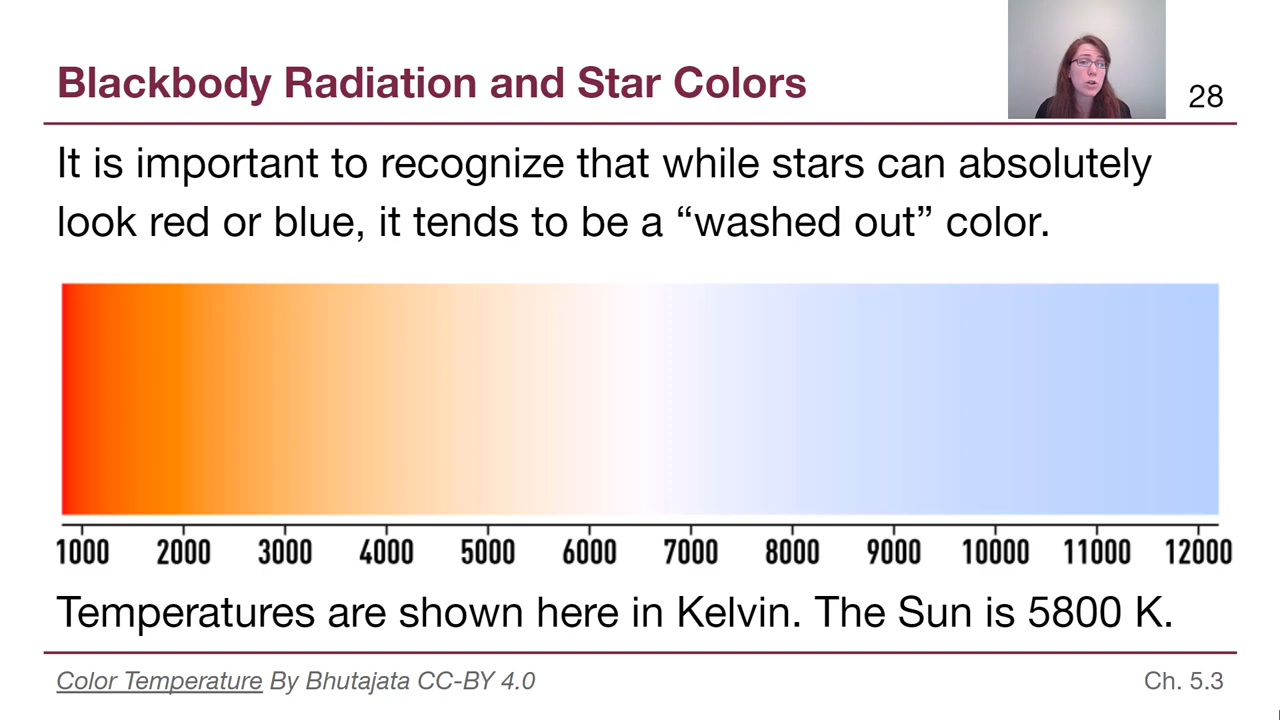 Blackbody Radiation and Star Colors
28
It is important to recognize that while stars can absolutely
look red or blue, it tends to be a “washed out” color.
1000 2000 3000 4000 5000 6000 7000 8000 9000 10000 11000 12000
Temperatures are shown here in Kelvin. The Sun is 5800 K.
Color Temperature By Bhutajata CC-BY 4.0
Ch. 5.3